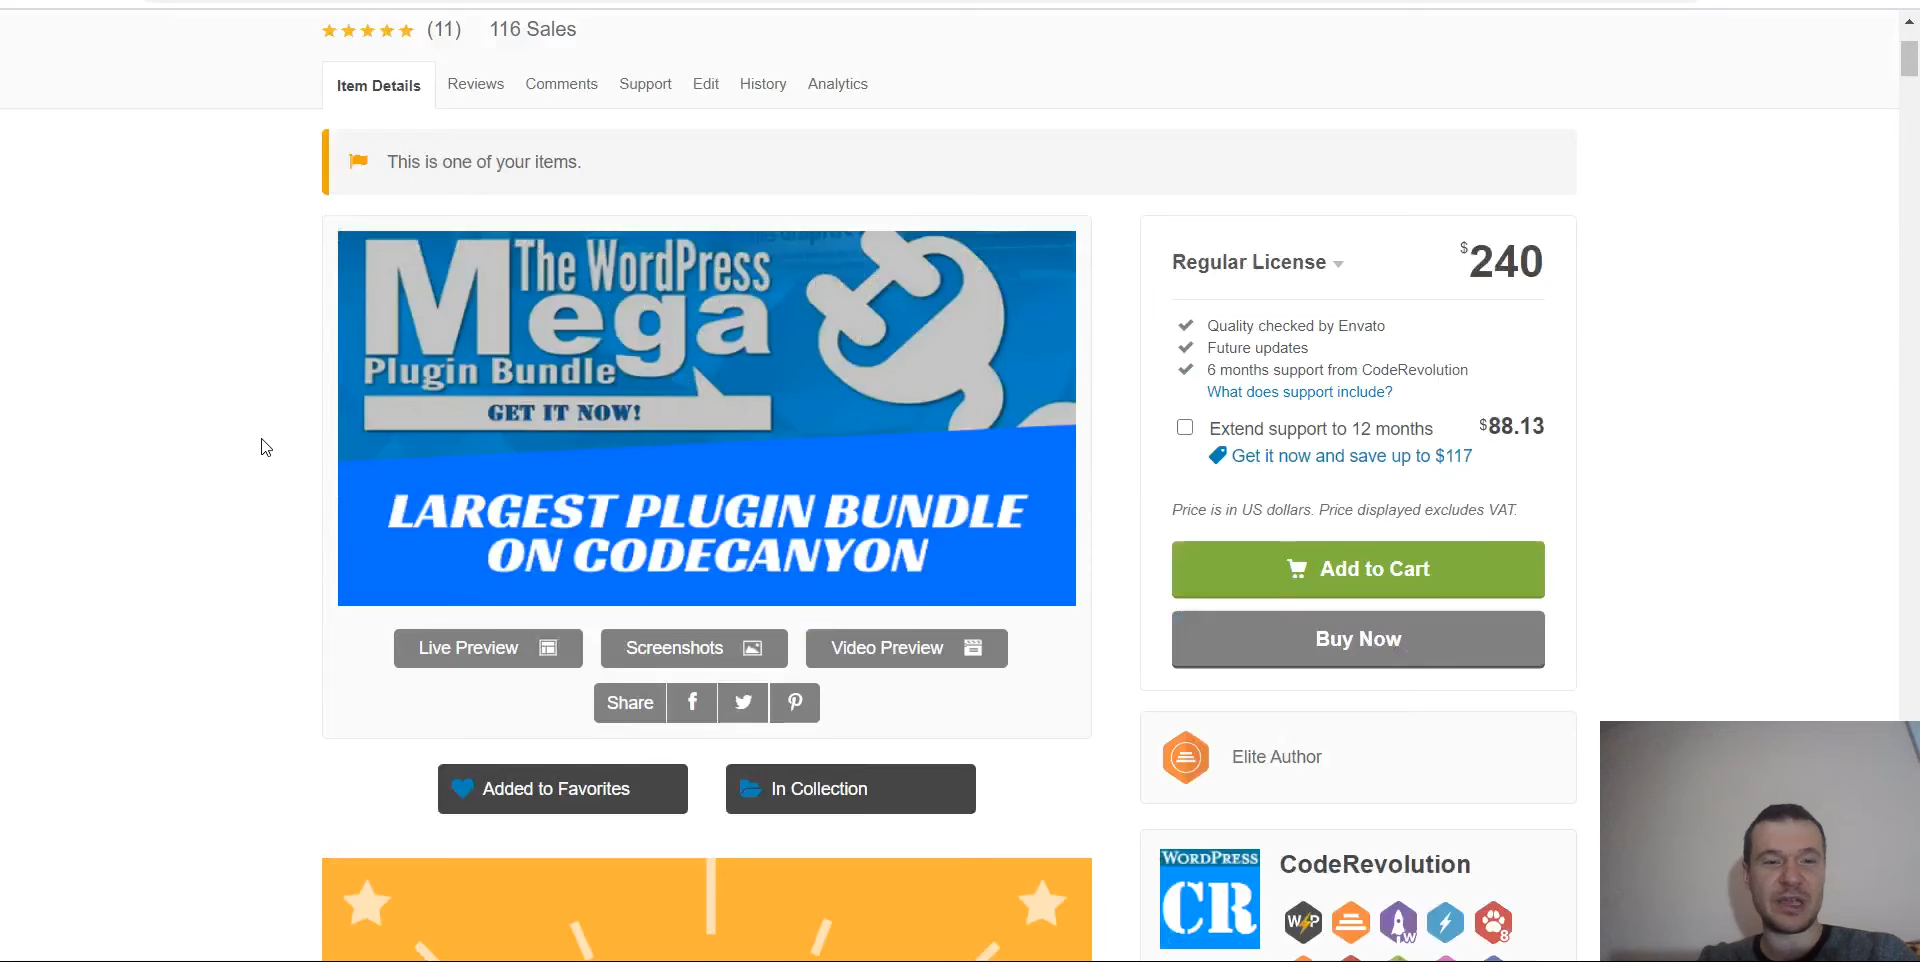 (11) 116 Sales
Item Details Reviews Comments Support Edit History Analytics
This is one of your items.
The WordPress
Mega
Plugin Bundle
GET IT NOW!
LARGEST PLUGIN BUNDLE
ON CODECANYON
Live Preview Screenshots Video Preview
Share
Added to Favorites In Collection
Regular License $240
Quality checked by Envato
Future updates
6 months support from CodeRevolution
What does support include?
Extend support to 12 months $88.13
Get it now and save up to $117
Price is in US dollars. Price displayed excludes VAT.
Add to Cart
Buy Now
Elite Author
WORDPRESS
CR
CodeRevolution
WP
W
8